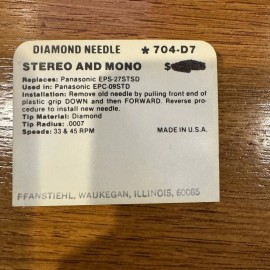 DIAMOND NEEDLE ★704-D7
STEREO AND MONO $
Replaces: Panasonic EPS-27STSD
Used in: Panasonic EPC-09STD
Installation: Remove old needle by pulling front end of
plastic grip DOWN and then FORWARD. Reverse pro-
cedure to install new needle.
Tip Material: Diamond
Tip Radius: .0007
Speeds: 33 & 45 RPM MADE IN U.S.A.
PFANSTIEHL, WAUKEGAN, ILLINOIS, 60085